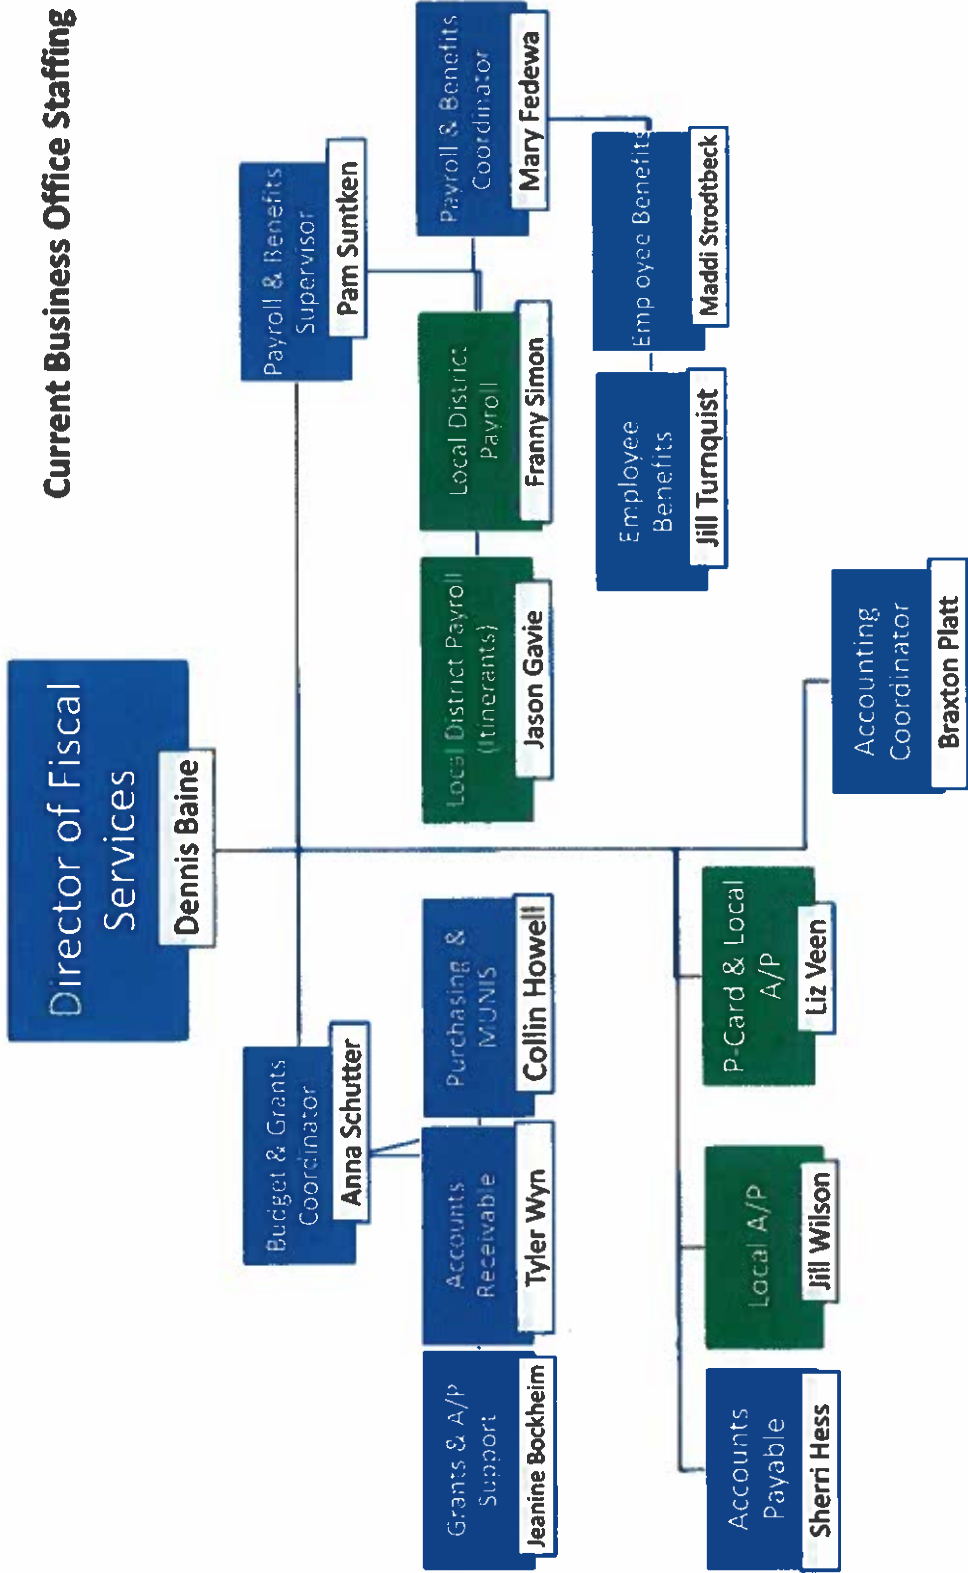 Current Business Office Staffing
Director of Fiscal
Services
Dennis Baine
Budget & Grants
Coordinator
Anna Schutter
Payroll & Benefits
Supervisor
Pam Suntken
Grants & A/P
Support
Jeanine Bockheim
Accounts
Receivable
Tyler Wyn
Purchasing &
MUNIS
Collin Howell
Local District Payroll
(Itinerants)
Jason Gavie
Local District
Payroll
Franny Simon
Payroll & Benefits
Coordinator
Mary Fedewa
Employee
Benefits
Jill Turnquist
Employee Benefits
Maddi Strodtbeck
Accounts
Payable
Sherri Hess
Local A/P
Jill Wilson
P-Card & Local
A/P
Liz Veen
Accounting
Coordinator
Braxton Platt